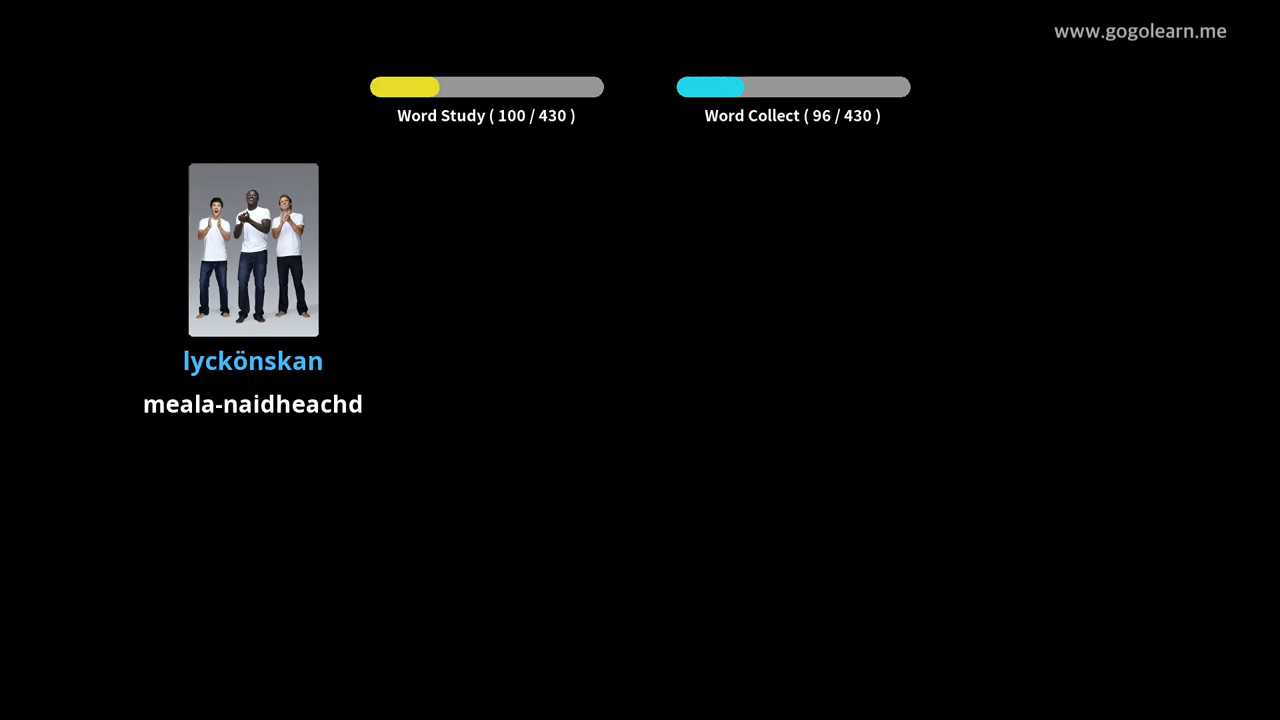 www.gogolearn.me
Word Study ( 100 / 430 )
Word Collect ( 96 / 430 )
lyckönskan
meala-naidheachd